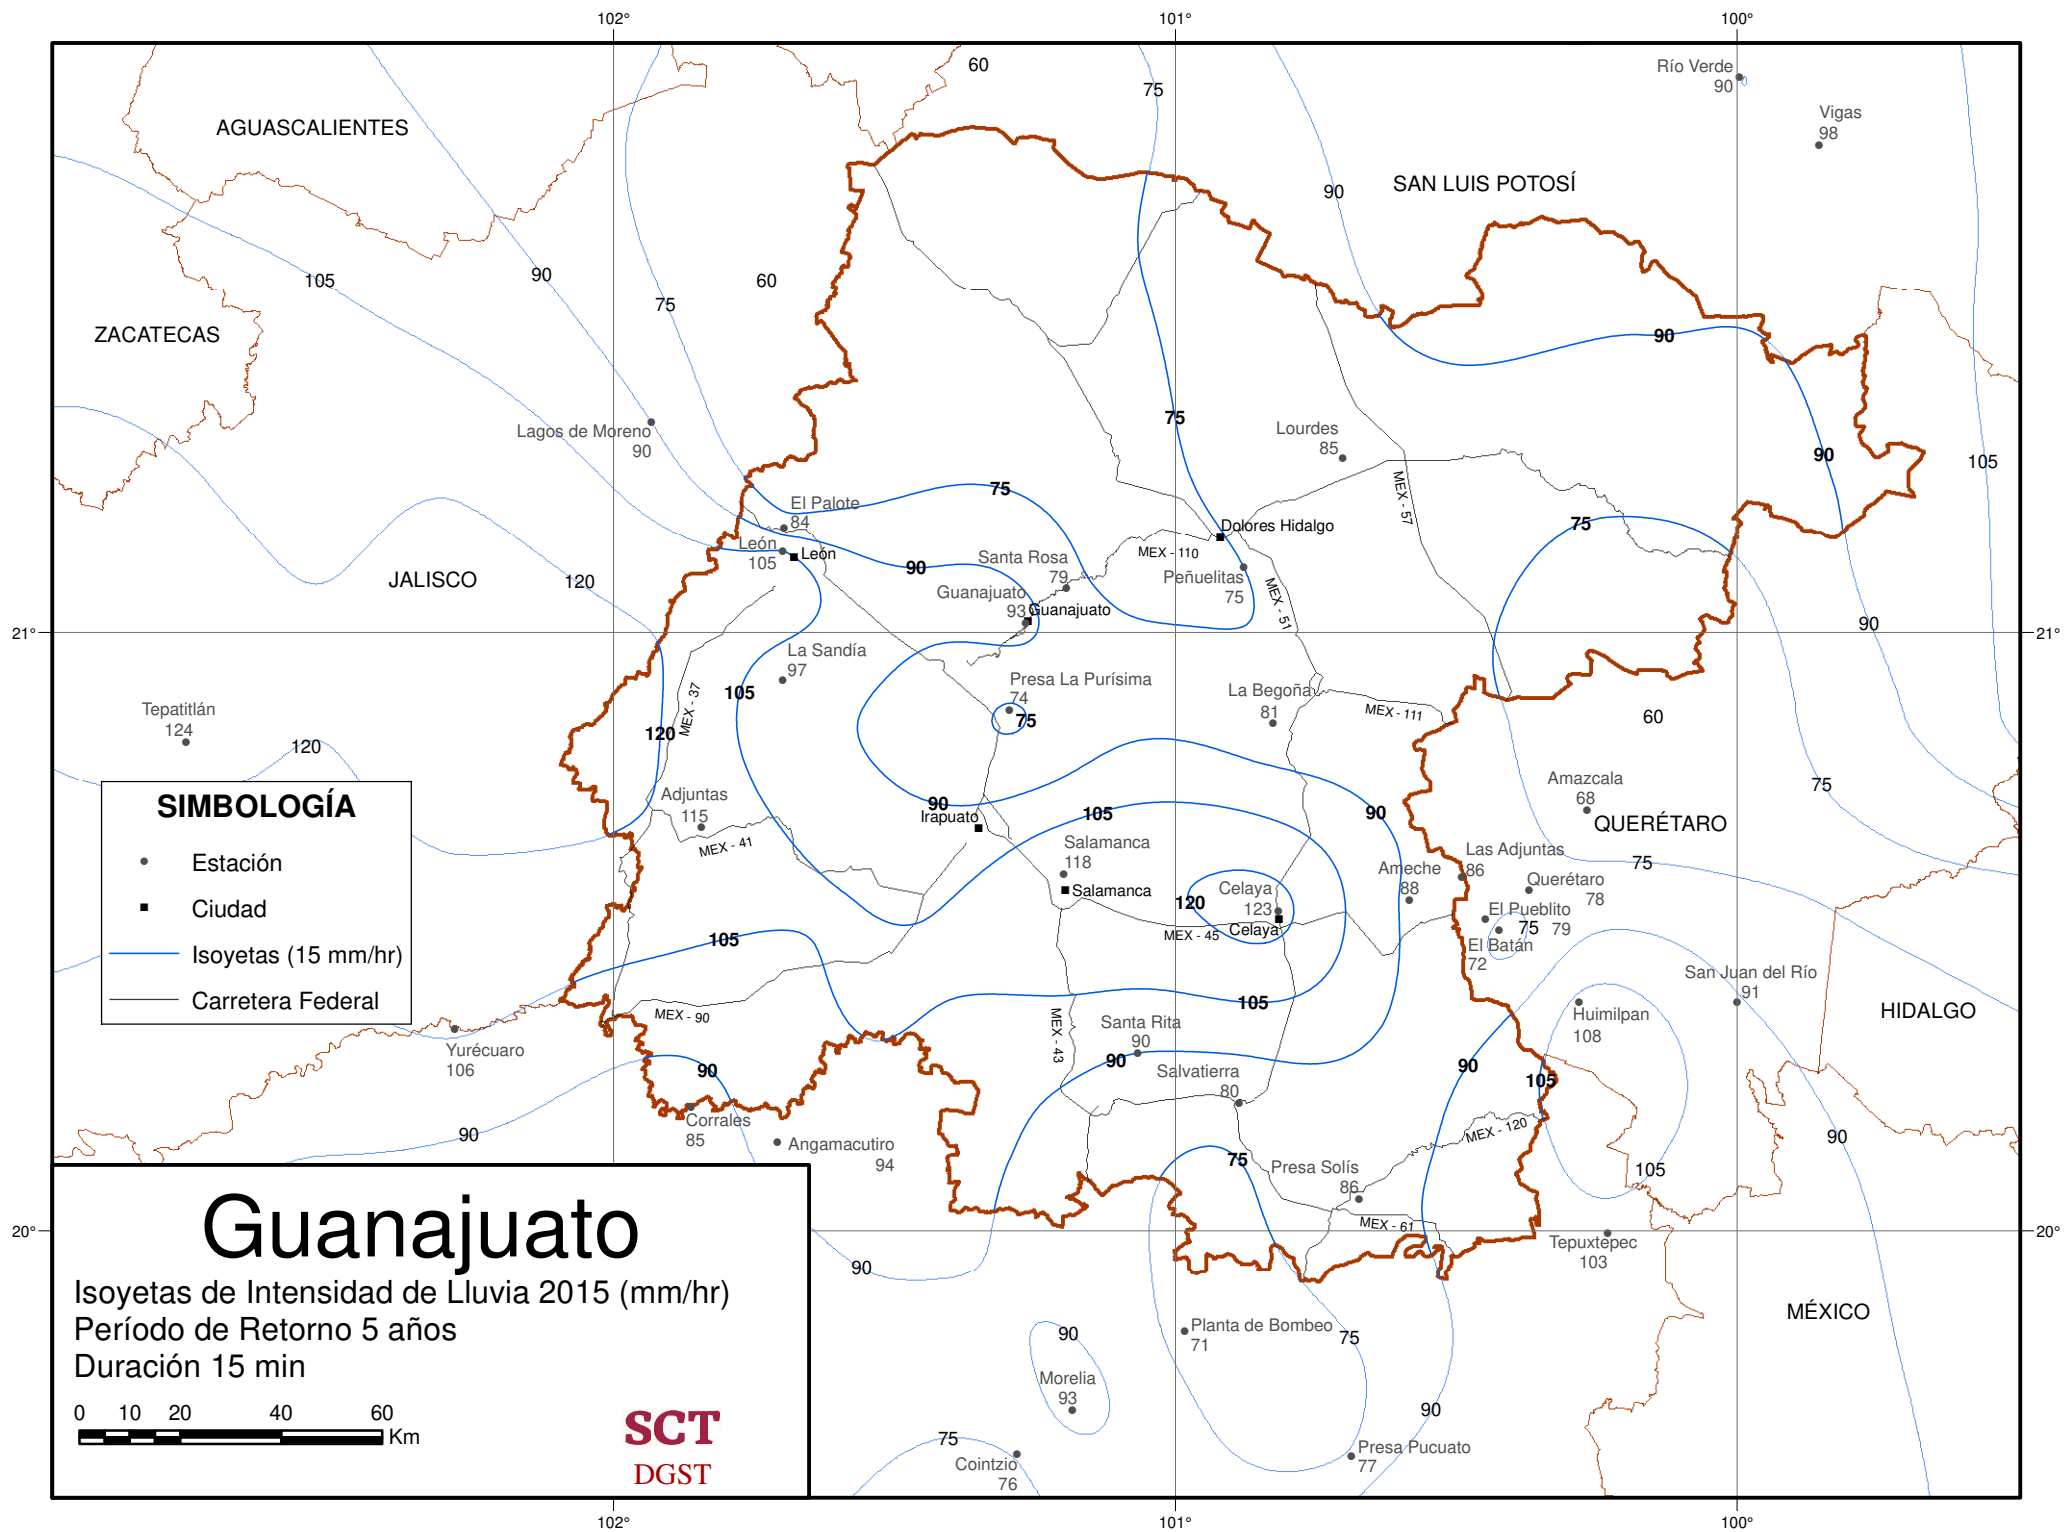 102°
101°
100°
60
75
Río Verde
90
Vigas
98
AGUASCALIENTES
SAN LUIS POTOSÍ
90
105
90
60
75
ZACATECAS
90
75
Lagos de Moreno
90
Lourdes
85
90
105
MEX - 57
75
El Palote
84
75
Dolores Hidalgo
León
105
León
MEX - 110
90
Santa Rosa
79
Peñuelitas
75
MEX - 51
JALISCO
120
Guanajuato
93
Guanajuato
90
21°
21°
La Sandía
97
105
MEX - 37
Presa La Purísima
74
75
La Begoña
81
MEX - 111
60
Tepatitlán
124
120
120
75
Amazcala
68
QUERÉTARO
SIMBOLOGÍA
Estación
Ciudad
Isoyetas (15 mm/hr)
Carretera Federal
Adjuntas
115
MEX - 41
90
Irapuato
105
90
Salamanca
118
Salamanca
Las Adjuntas
86
75
Ameche
88
Querétaro
78
Celaya
123
120
Celaya
MEX - 45
El Pueblito
79
75
El Batán
72
105
San Juan del Río
91
105
HIDALGO
MEX - 90
Huimilpan
108
MEX - 43
Santa Rita
90
90
Yurécuaro
106
90
Salvatierra
80
90
105
Corrales
85
90
Angamacutiro
94
MEX - 120
90
75
Presa Solís
86
105
MEX - 61
20°
20°
Tepuxtepec
103
90
MÉXICO
Guanajuato
Isoyetas de Intensidad de Lluvia 2015 (mm/hr)
Período de Retorno 5 años
Duración 15 min
0 10 20 40 60
Km
SCT
DGST
90
Planta de Bombeo
71
75
Morelia
93
90
75
Cointzio
76
Presa Pucuato
77
102°
101°
100°